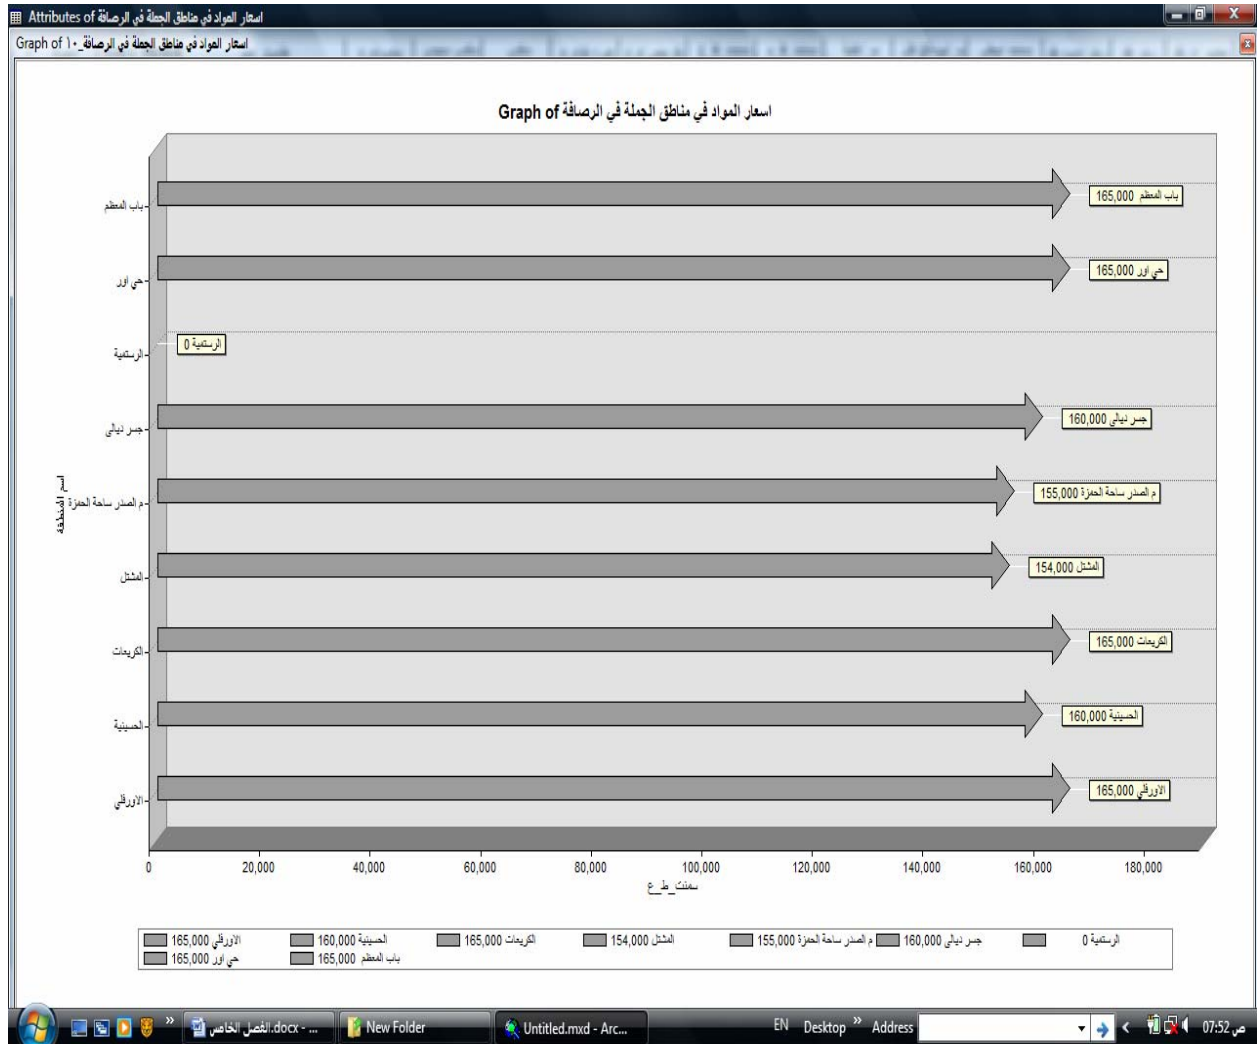 Attributes of اسعار المواد في مناطق الجملة في الرصافة
Graph of اسعار المواد في مناطق الجملة في الرصافة_١٠
Graph of اسعار المواد في مناطق الجملة في الرصافة
باب المعظم
باب المعظم 165,000
حي اور
حي اور 165,000
الرستمية
الرستمية 0
جسر ديالى
جسر ديالى 160,000
م الصدر ساحة الحمزة
م الصدر ساحة الحمزة 155,000
المشتل
المشتل 154,000
الكريعات
الكريعات 165,000
الحسينية
الحسينية 160,000
الاورفلي
الاورفلي 165,000
اسم المنطقة
0 20,000 40,000 60,000 80,000 100,000 120,000 140,000 160,000 180,000
سمنت_ط_ع
الاورفلي 165,000 الحسينية 160,000 الكريعات 165,000 المشتل 154,000 م الصدر ساحة الحمزة 155,000 جسر ديالى 160,000 الرستمية 0
حي اور 165,000 باب المعظم 165,000
الفصل الخامس.docx - ... New Folder Untitled.mxd - Arc... EN Desktop » Address 07:52 ص